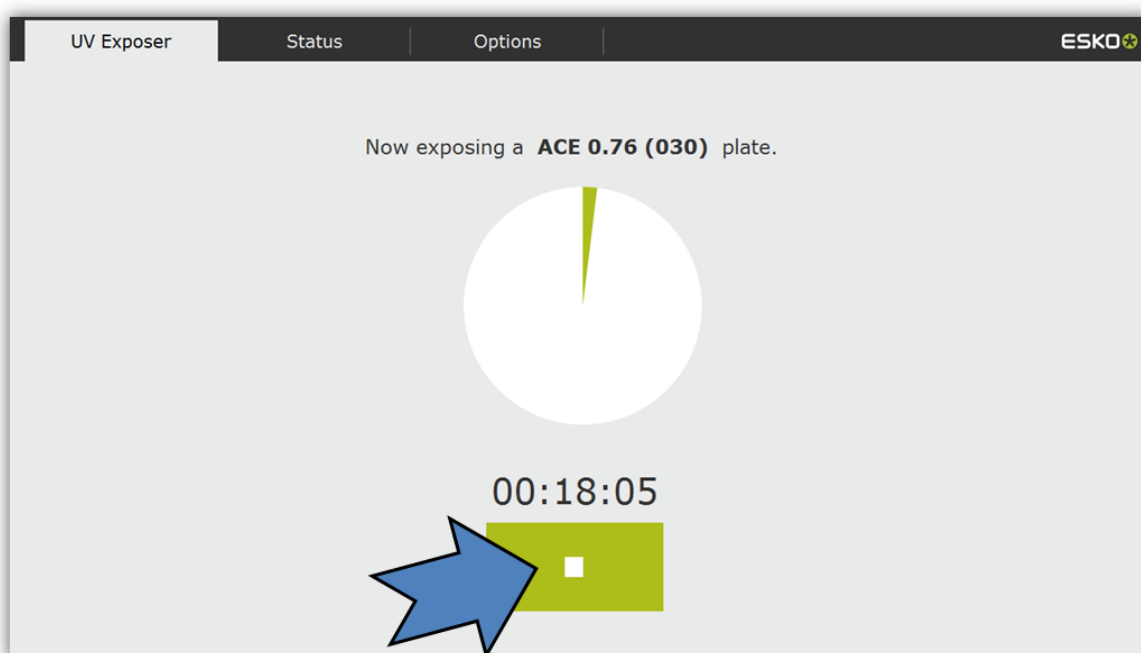 UV Exposer Status Options ESKO
Now exposing a ACE 0.76 (030) plate.
00:18:05